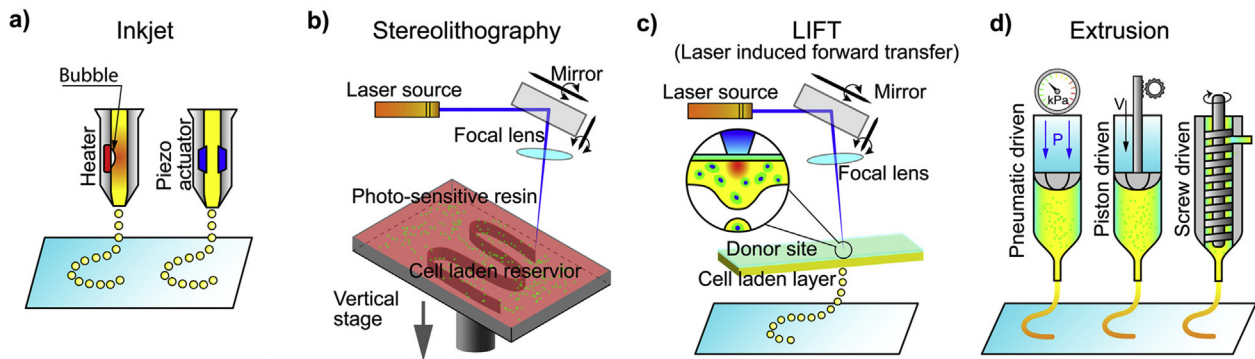 a)
Inkjet
Bubble
Heater
Piezo
actuator
b)
Stereolithography
Mirror
Laser source
Focal lens
Photo-sensitive resin
Cell laden reservior
Vertical
stage
c)
LIFT
(Laser induced forward transfer)
Mirror
Laser source
Focal lens
Donor site
Cell laden layer
d)
Extrusion
kPa
Pneumatic driven
P
Piston driven
V
Screw driven